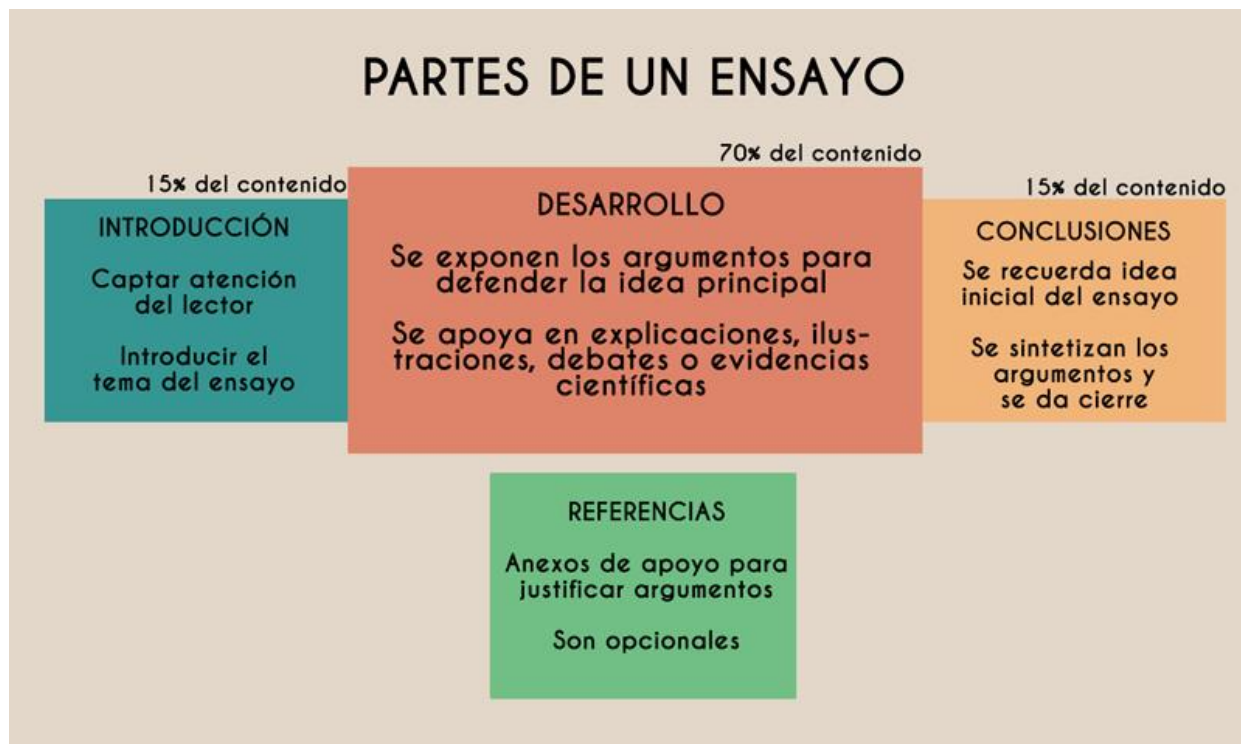 PARTES DE UN ENSAYO
15% del contenido
INTRODUCCIÓN
Captar atención
del lector
Introducir el
tema del ensayo
70% del contenido
DESARROLLO
Se exponen los argumentos para
defender la idea principal
Se apoya en explicaciones, ilus-
traciones, debates o evidencias
científicas
15% del contenido
CONCLUSIONES
Se recuerda idea
inicial del ensayo
Se sintetizan los
argumentos y
se da cierre
REFERENCIAS
Anexos de apoyo para
justificar argumentos
Son opcionales